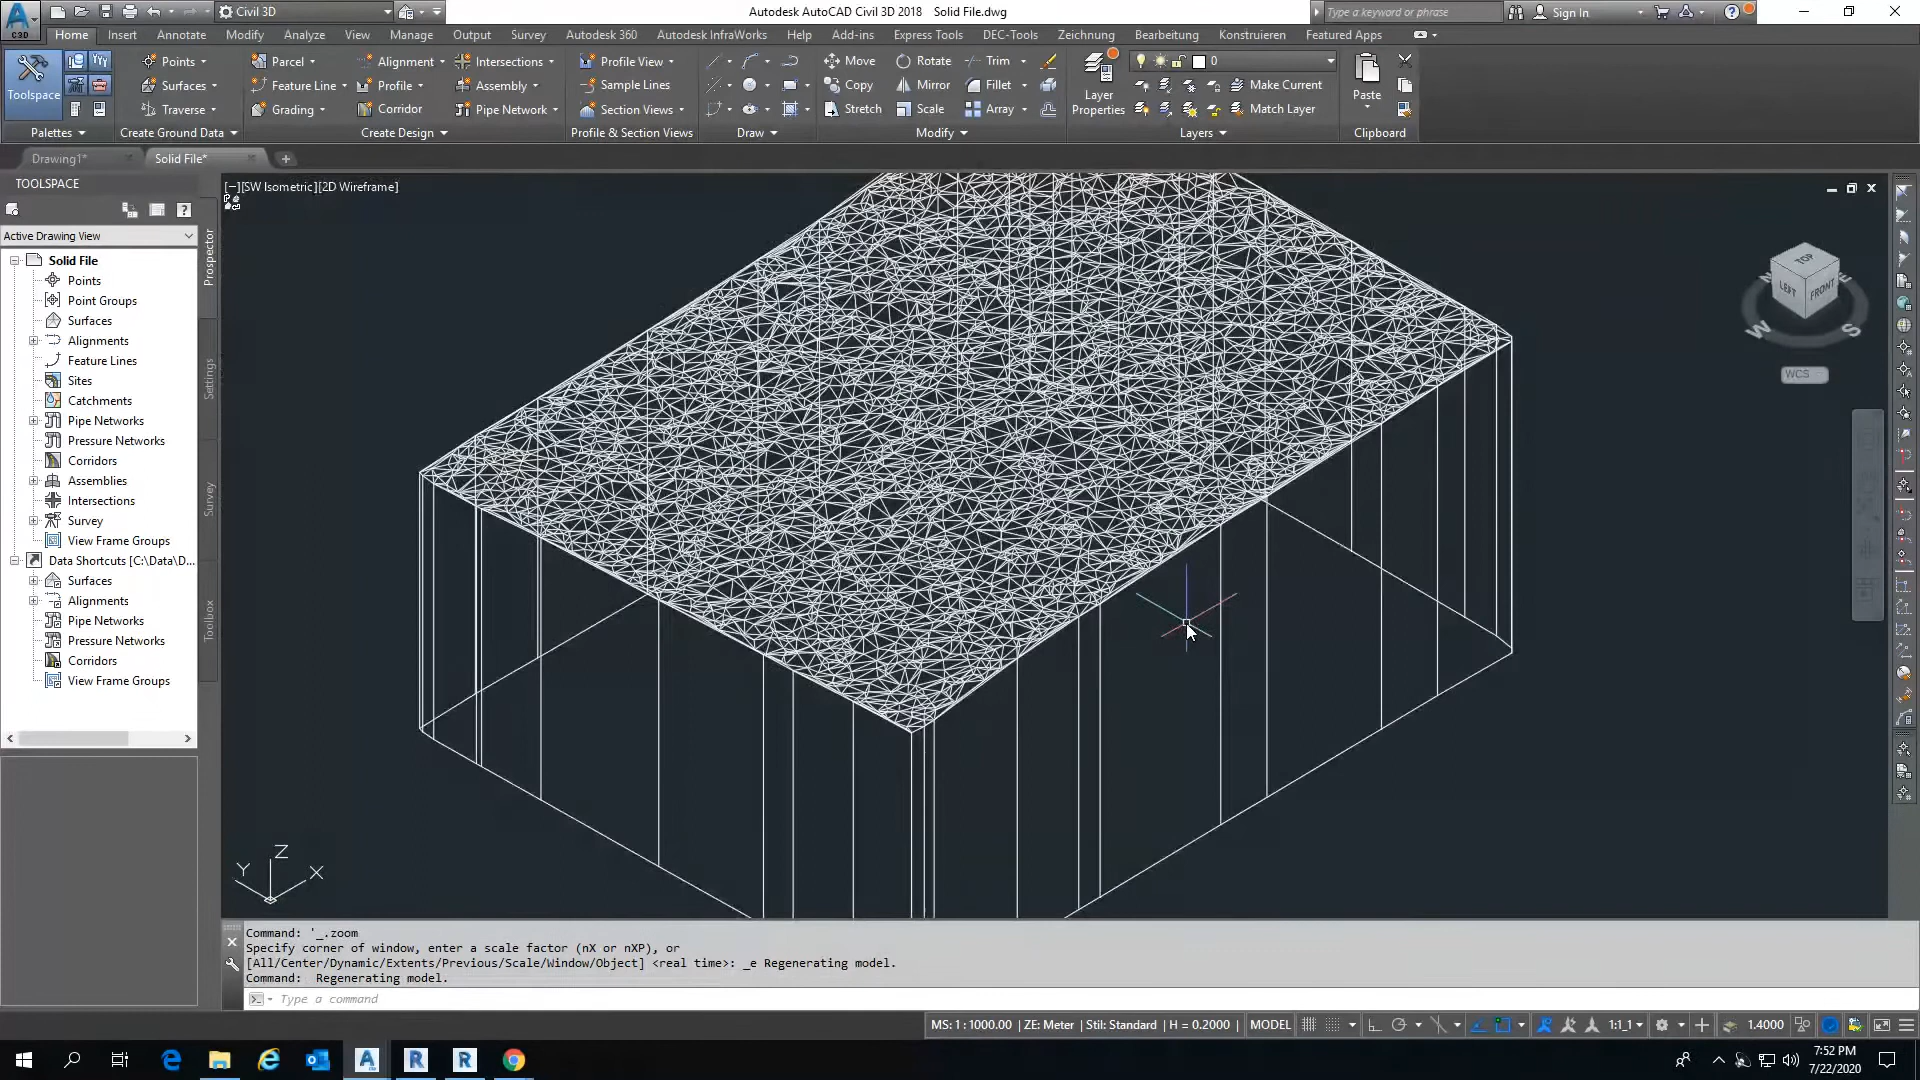 Civil 3D
Autodesk AutoCAD Civil 3D 2018 Solid File.dwg
Type a keyword or phrase
Sign In
C3D
Home Insert Annotate Modify Analyze View Manage Output Survey Autodesk 360 Autodesk InfraWorks Help Add-ins Express Tools DEC-Tools Zeichnung Bearbeitung Konstruieren Featured Apps
Toolspace
Points
Surfaces
Traverse
Parcel
Feature Line
Grading
Alignment
Profile
Corridor
Intersections
Assembly
Pipe Network
Profile View
Sample Lines
Section Views
Move
Copy
Stretch
Rotate
Mirror
Scale
Trim
Fillet
Array
Layer
Properties
0
Make Current
Match Layer
Paste
Palettes
Create Ground Data
Create Design
Profile & Section Views
Draw
Modify
Layers
Clipboard
Drawing1*
Solid File*
TOOLSPACE
Active Drawing View
Solid File
Points
Point Groups
Surfaces
Alignments
Feature Lines
Sites
Catchments
Pipe Networks
Pressure Networks
Corridors
Assemblies
Intersections
Survey
View Frame Groups
Data Shortcuts [C:\Data\D...
Surfaces
Alignments
Pipe Networks
Pressure Networks
Corridors
View Frame Groups
Prospector
Settings
Survey
Toolbox
[−][SW Isometric][2D Wireframe]
TOP
LEFT
FRONT
N
E
W
S
WCS
Z
Y
X
Command: '_.zoom
Specify corner of window, enter a scale factor (nX or nXP), or
[All/Center/Dynamic/Extents/Previous/Scale/Window/Object] <real time>: _e Regenerating model.
Command:  Regenerating model.
Type a command
MS: 1 : 1000.00 | ZE: Meter | Stil: Standard | H = 0.2000 | MODEL
1:1_1
1.4000
7:52 PM
7/22/2020